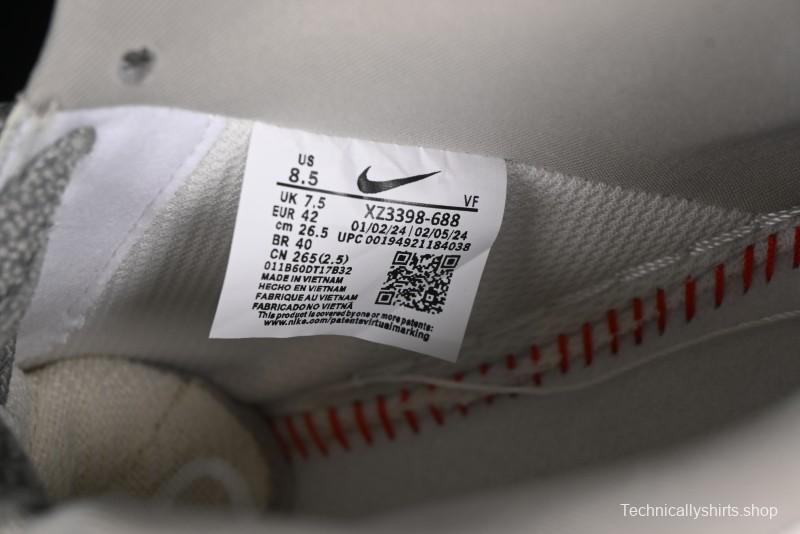 US
8.5
VF
UK 7.5
EUR 42
cm 26.5
BR 40
CN 265(2.5)
XZ3398-688
01/02/24 | 02/05/24
UPC 00194921184038
011B60DT17B32
MADE IN VIETNAM
HECHO EN VIETNAM
FABRIQUE AU VIETNAM
FABRICADO NO VIETNÃ
This product is covered by one or more patents:
www.nika.com/patentsvirtualmarking
Technicallyshirts.shop